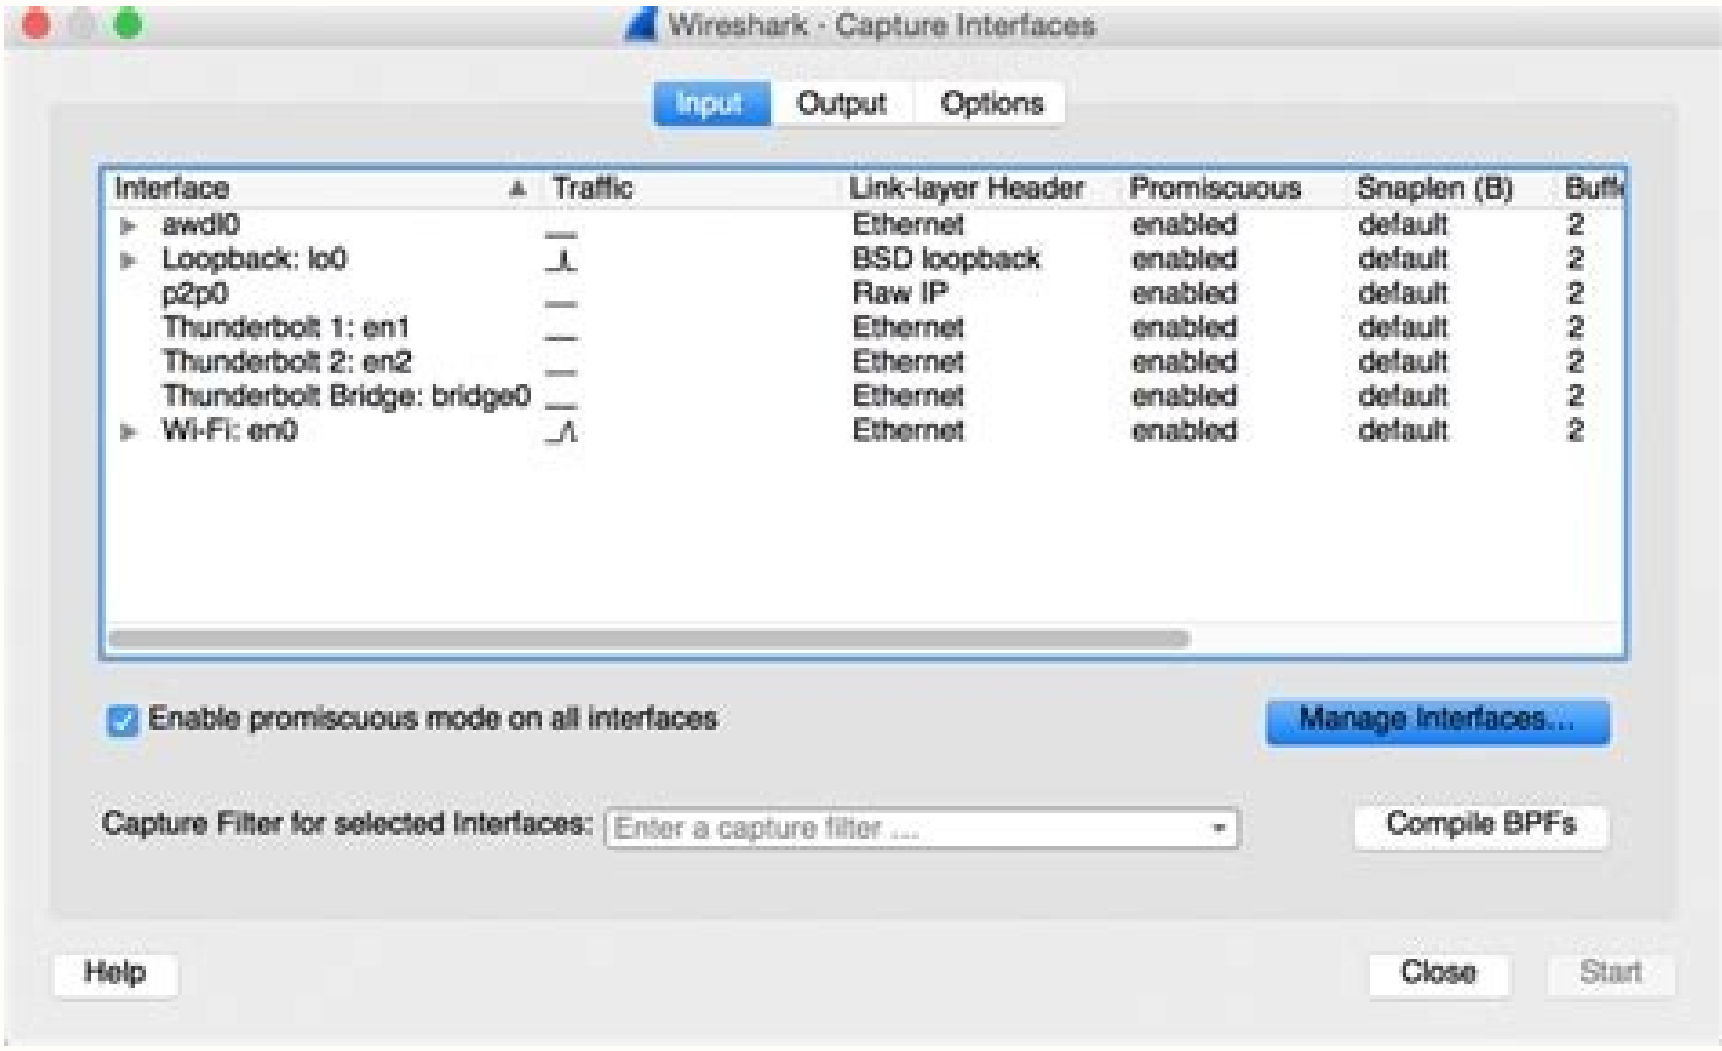 Wireshark - Capture Interfaces
Input Output Options
Interface Traffic Link-layer Header Promiscuous Snaplen (B) Buffe
awdl0 Ethernet enabled default 2
Loopback: lo0 BSD loopback enabled default 2
p2p0 Raw IP enabled default 2
Thunderbolt 1: en1 Ethernet enabled default 2
Thunderbolt 2: en2 Ethernet enabled default 2
Thunderbolt Bridge: bridge0 Ethernet enabled default 2
Wi-Fi: en0 Ethernet enabled default 2
Enable promiscuous mode on all interfaces Manage Interfaces...
Capture Filter for selected Interfaces: Enter a capture filter ... Compile BPFs
Help Close Start